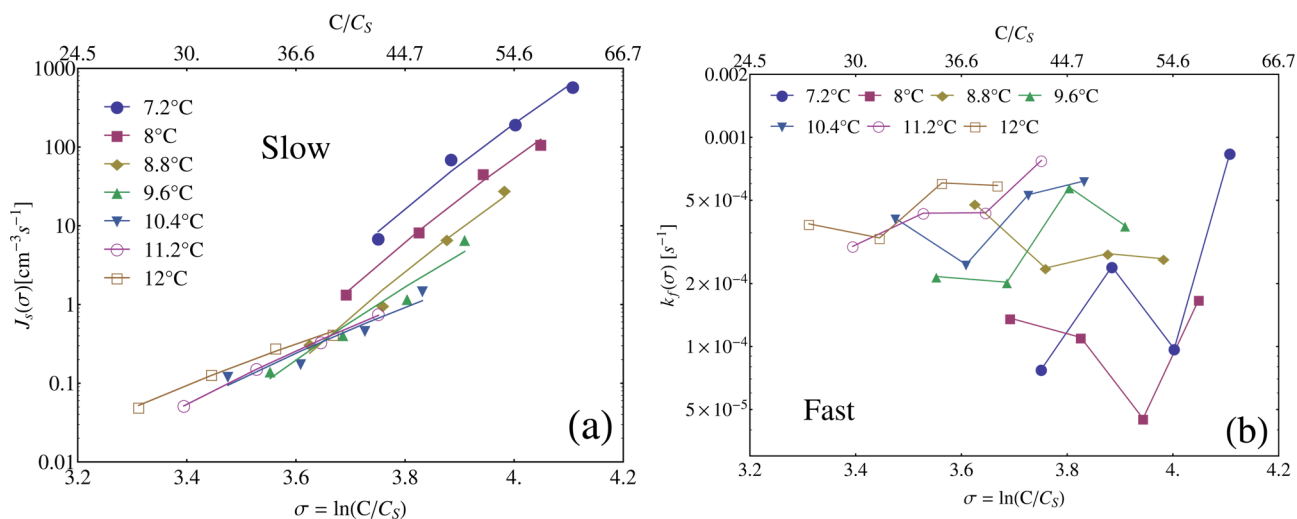 C/C_S
24.5 30. 36.6 44.7 54.6 66.7
1000
100
10
1
0.1
0.01
J_s(σ)[cm⁻³s⁻¹]
7.2°C
8°C
8.8°C
9.6°C
10.4°C
11.2°C
12°C
Slow
(a)
3.2 3.4 3.6 3.8 4. 4.2
σ = ln(C/C_S)
C/C_S
24.5 30. 36.6 44.7 54.6 66.7
0.002
0.001
5×10⁻⁴
2×10⁻⁴
1×10⁻⁴
5×10⁻⁵
k_f(σ) [s⁻¹]
7.2°C 8°C 8.8°C 9.6°C
10.4°C 11.2°C 12°C
Fast
(b)
3.2 3.4 3.6 3.8 4. 4.2
σ = ln(C/C_S)